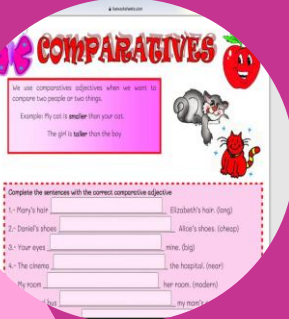 COMPARATIVES
We use comparatives adjectives when we want to
compare two people or two things.
Example: My cat is smaller than your cat.
The girl is taller than the boy.
Complete the sentences with the correct comparative adjective
1.- Mary's hair Elizabeth's hair. (long)
2.- Daniel's shoes Alice's shoes. (cheap)
3.- Your eyes mine. (big)
4.- The cinema the hospital. (near)
My room her room. (modern)
bus my mom's